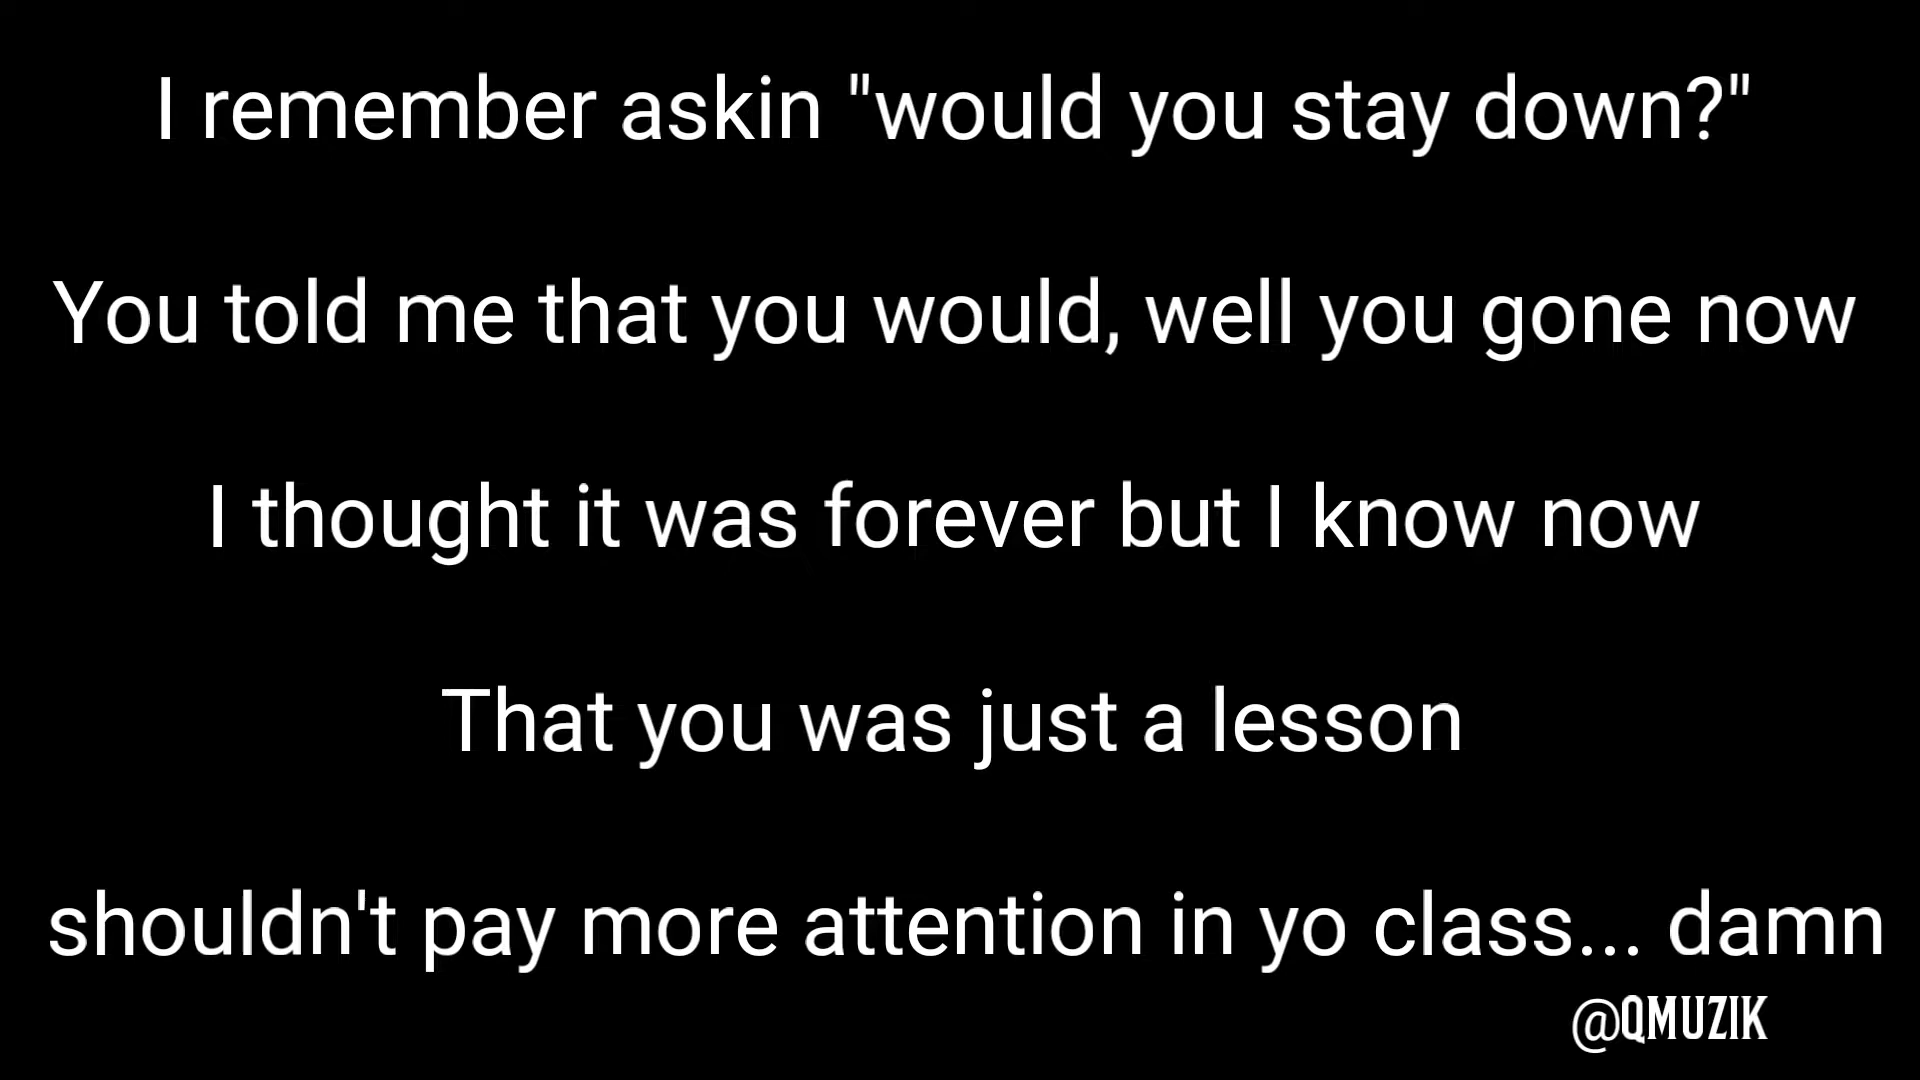 I remember askin "would you stay down?"
You told me that you would, well you gone now
I thought it was forever but I know now
That you was just a lesson
shouldn't pay more attention in yo class... damn
@QMUZIK